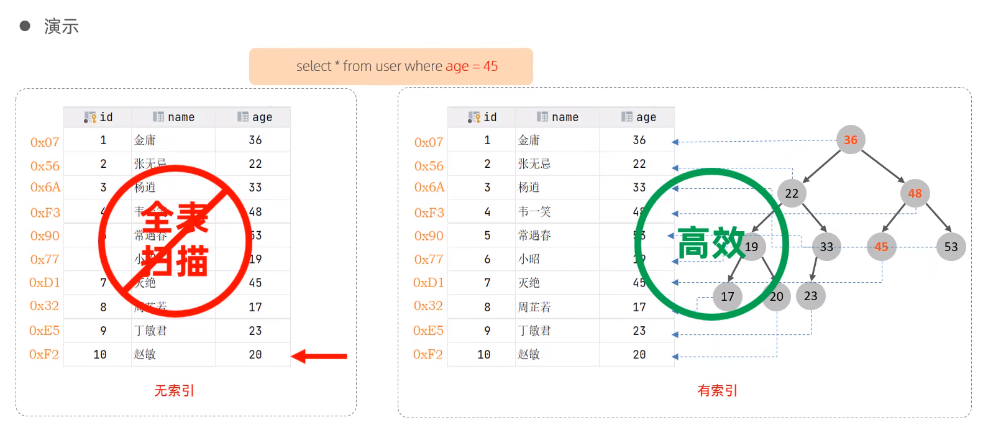 演示
select * from user where age = 45
id name age
0x07 1 金庸 36
0x56 2 张无忌 22
0x6A 3 杨逍 33
0xF3 4 韦一笑 48
0x90 常遇春 53
0x77 小昭 19
0xD1 7 灭绝 45
0x32 8 周芷若 17
0xE5 9 丁敏君 23
0xF2 10 赵敏 20
全表
扫描
无索引
id name age
0x07 1 金庸 36
0x56 2 张无忌 22
0x6A 3 杨逍 33
0xF3 4 韦一笑 48
0x90 5 常遇春 53
0x77 6 小昭 19
0xD1 7 灭绝 45
0x32 8 周芷若 17
0xE5 9 丁敏君 23
0xF2 10 赵敏 20
高效
36
22 48
19 33 45 53
17 20 23
有索引